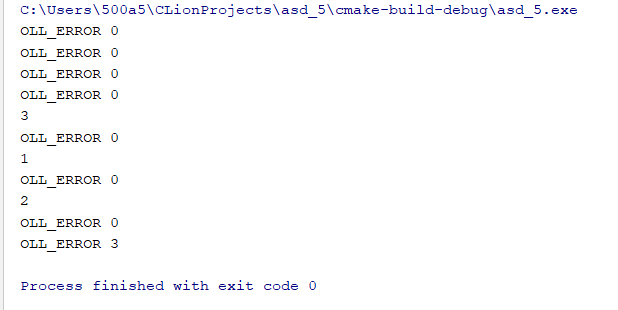 C:\Users\500a5\CLionProjects\asd_5\cmake-build-debug\asd_5.exe
OLL_ERROR 0
OLL_ERROR 0
OLL_ERROR 0
OLL_ERROR 0
3
OLL_ERROR 0
1
OLL_ERROR 0
2
OLL_ERROR 0
OLL_ERROR 3
Process finished with exit code 0